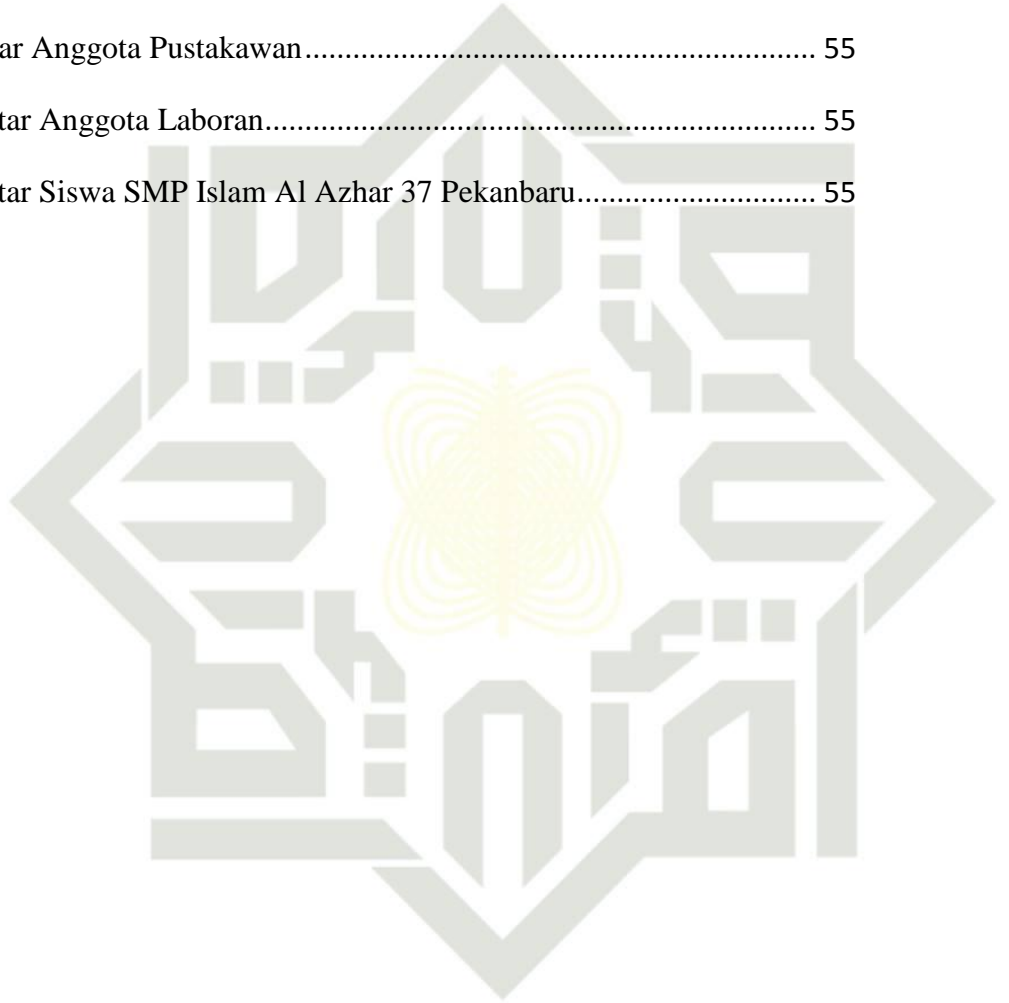 ar Anggota Pustakawan.................................................................. 55
tar Anggota Laboran....................................................................... 55
tar Siswa SMP Islam Al Azhar 37 Pekanbaru.............................. 55